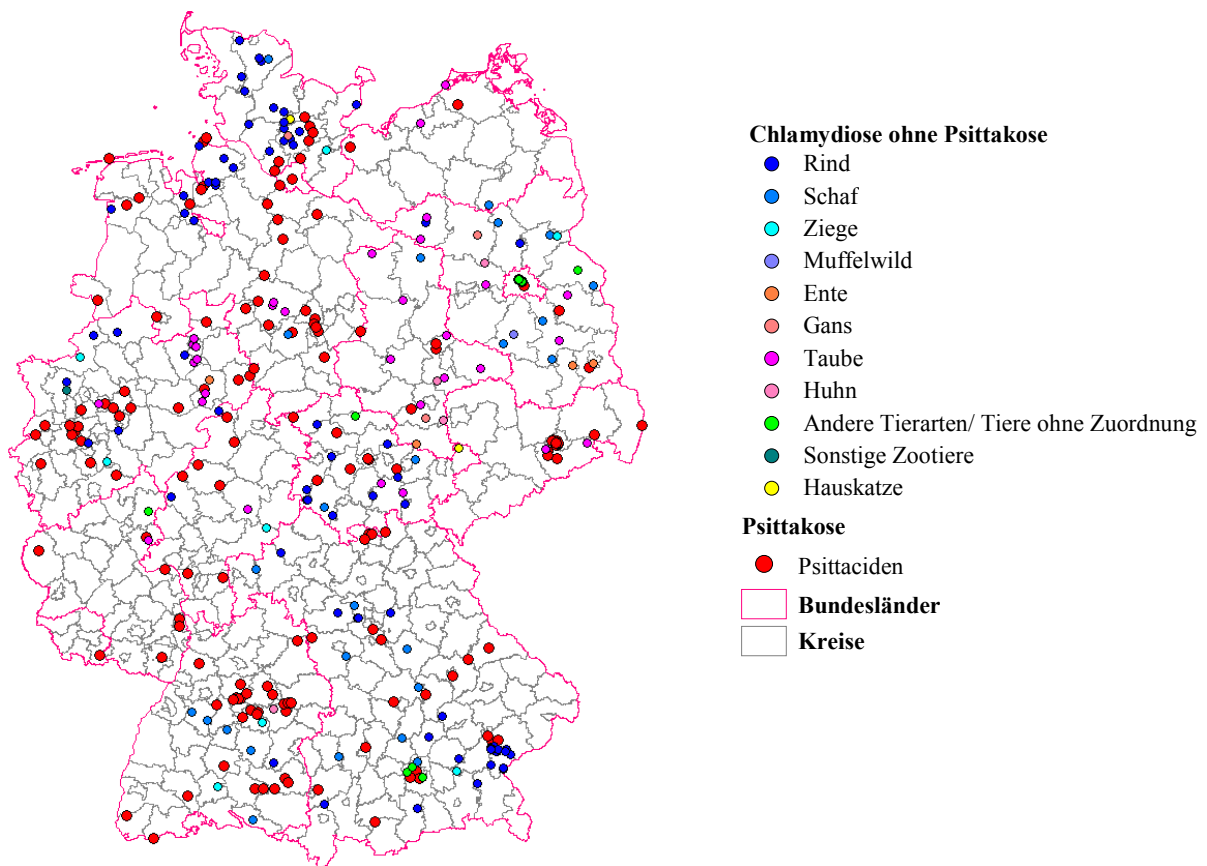 Chlamydiose ohne Psittakose
Rind
Schaf
Ziege
Muffelwild
Ente
Gans
Taube
Huhn
Andere Tierarten/ Tiere ohne Zuordnung
Sonstige Zootiere
Hauskatze
Psittakose
Psittaciden
Bundesländer
Kreise